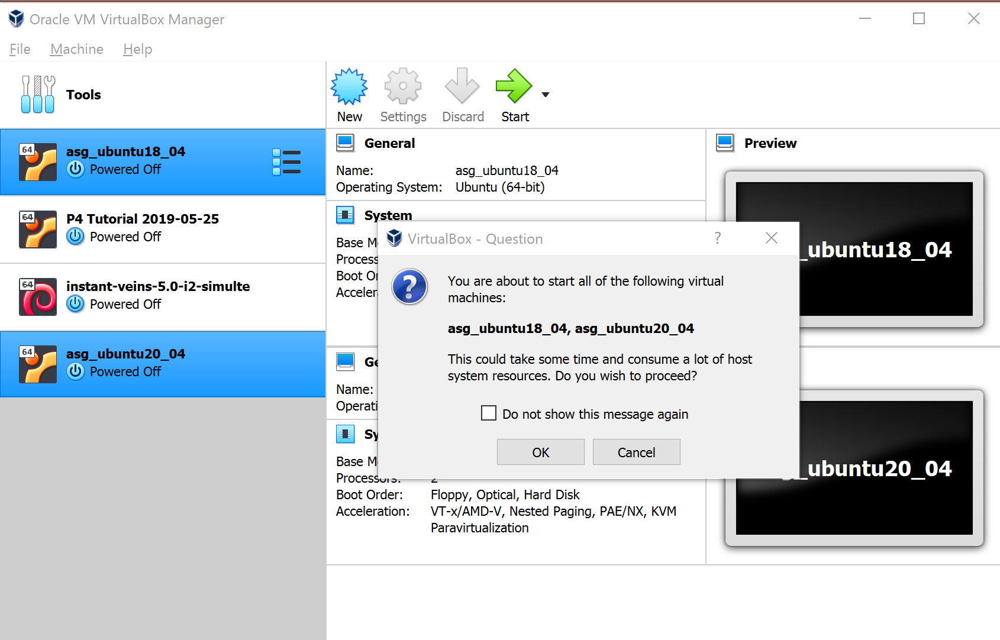 Oracle VM VirtualBox Manager
File Machine Help
Tools
New Settings Discard Start
64
asg_ubuntu18_04
Powered Off
64
P4 Tutorial 2019-05-25
Powered Off
64
instant-veins-5.0-i2-simulte
Powered Off
64
asg_ubuntu20_04
Powered Off
General
Name: asg_ubuntu18_04
Operating System: Ubuntu (64-bit)
System
Base M
Process
Boot Or
Acceler
Preview
_ubuntu18_04
VirtualBox - Question ?
You are about to start all of the following virtual
machines:
asg_ubuntu18_04, asg_ubuntu20_04
This could take some time and consume a lot of host
system resources. Do you wish to proceed?
Do not show this message again
OK Cancel
Ge
Name:
Operati
Sy
Base M
Processors: 2
Boot Order: Floppy, Optical, Hard Disk
Acceleration: VT-x/AMD-V, Nested Paging, PAE/NX, KVM
Paravirtualization
_ubuntu20_04